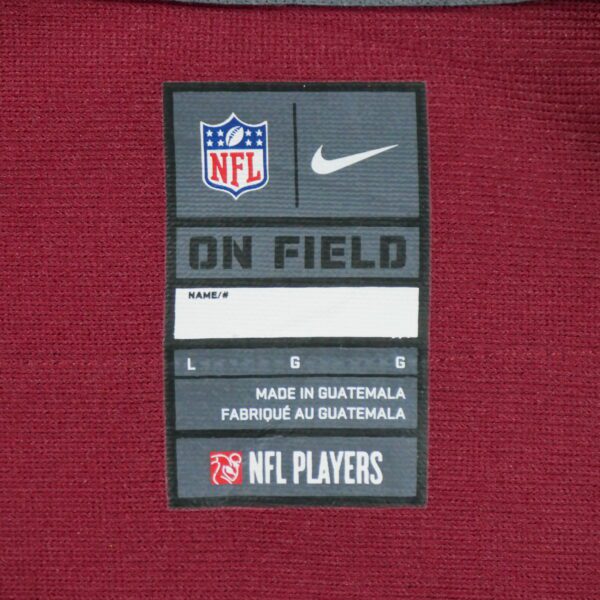 NFL
ON FIELD
NAME/#
L G G
MADE IN GUATEMALA
FABRIQUÉ AU GUATEMALA
NFL PLAYERS